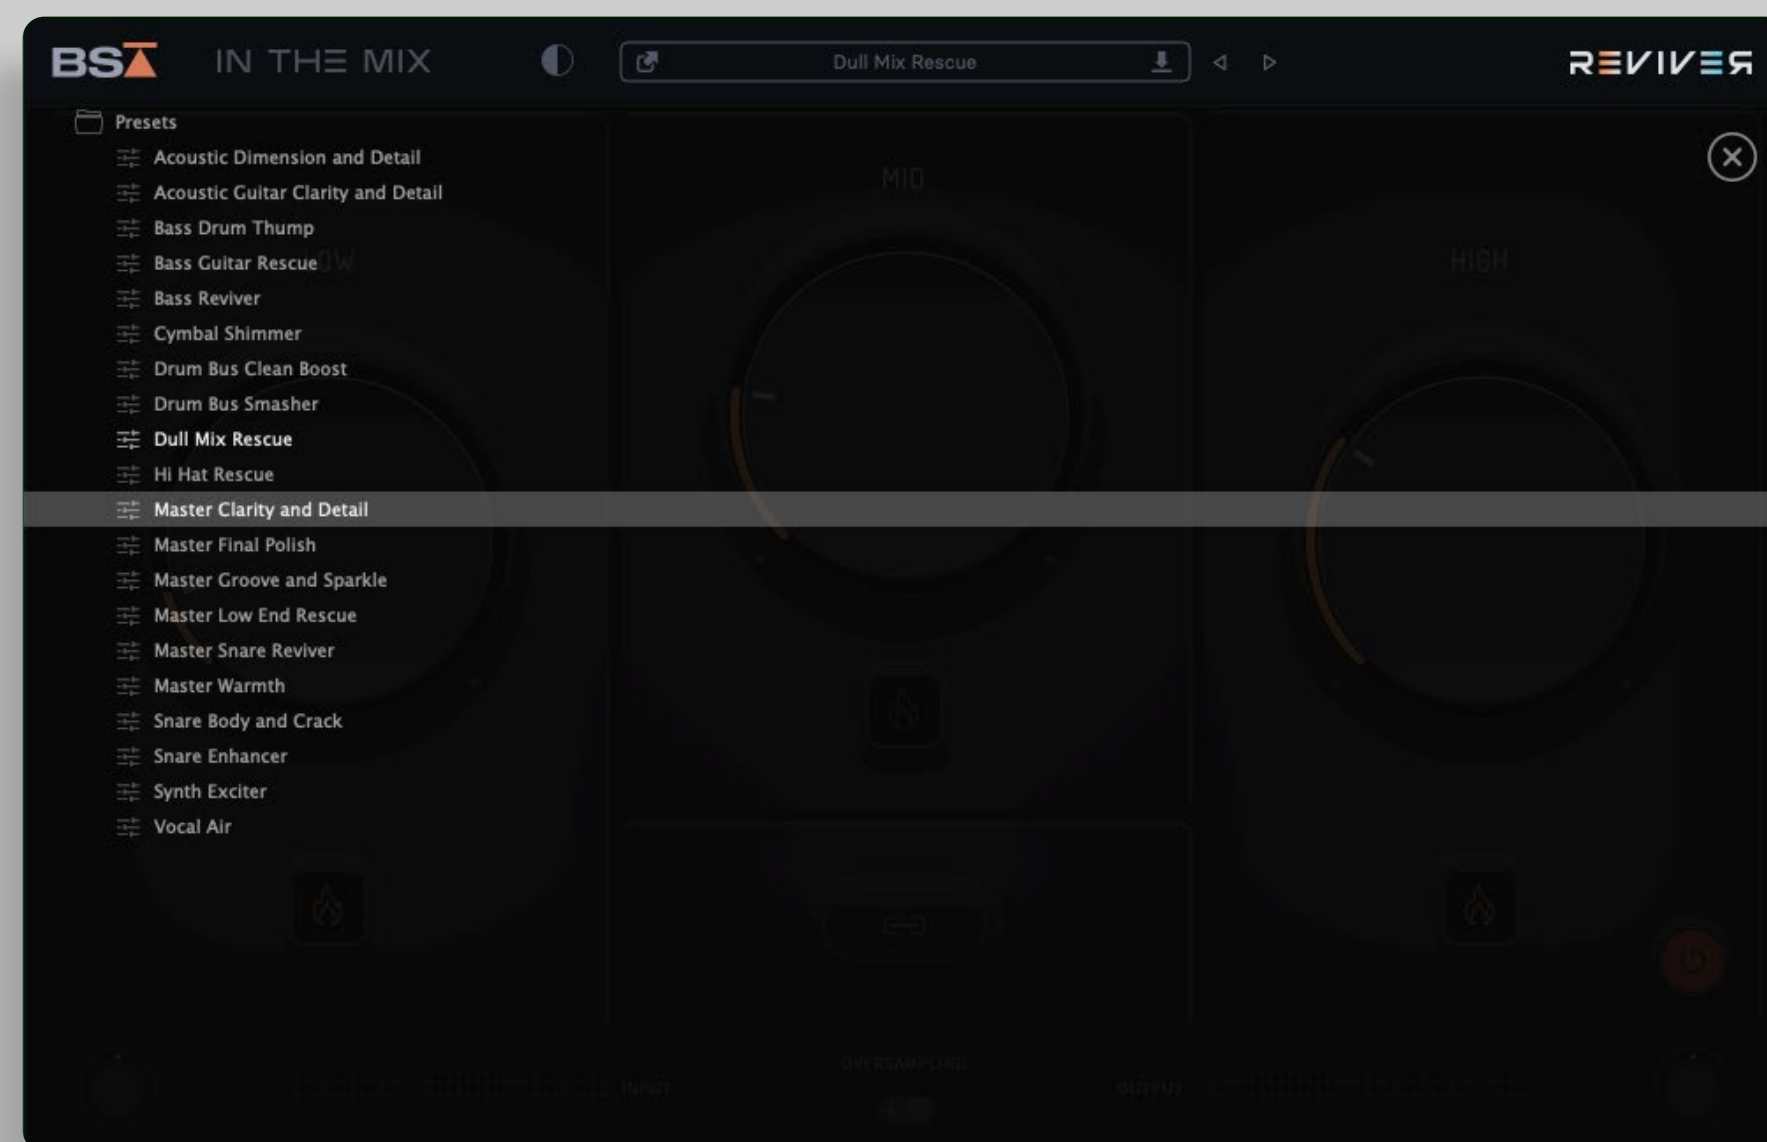 BSA IN THE MIX Dull Mix Rescue REVIVER
Presets
Acoustic Dimension and Detail
MID
Acoustic Guitar Clarity and Detail
Bass Drum Thump
Bass Guitar Rescue OW
HIGH
Bass Reviver
Cymbal Shimmer
Drum Bus Clean Boost
Drum Bus Smasher
Dull Mix Rescue
Hi Hat Rescue
Master Clarity and Detail
Master Final Polish
Master Groove and Sparkle
Master Low End Rescue
Master Snare Reviver
Master Warmth
Snare Body and Crack
Snare Enhancer
Synth Exciter
Vocal Air
OVERSAMPLING
INPUT OUTPUT